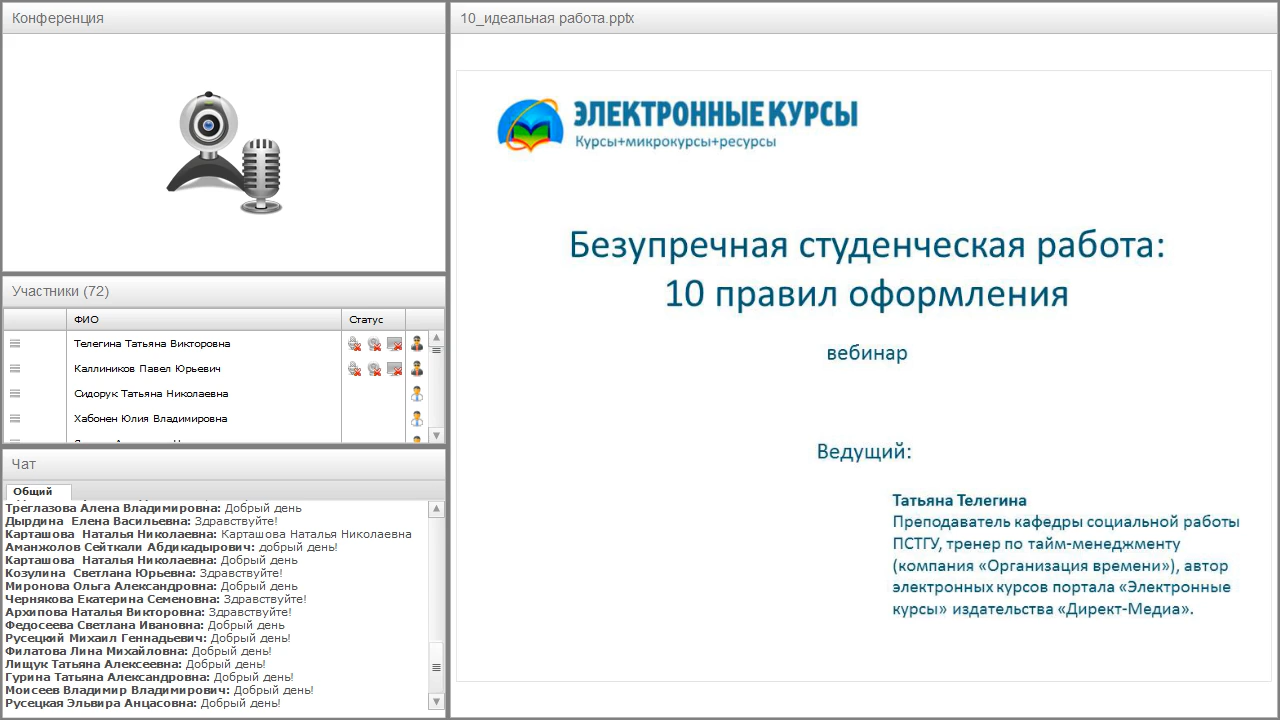 Конференция
Участники (72)
ФИО
Статус
Телегина Татьяна Викторовна
Каллиников Павел Юрьевич
Сидорук Татьяна Николаевна
Хабонен Юлия Владимировна
Чат
Общий
Треглазова Алена Владимировна: Добрый день
Дырдина Елена Васильевна: Здравствуйте!
Карташова Наталья Николаевна: Карташова Наталья Николаевна
Аманжолов Сейткали Абдикадырович: добрый день!
Карташова Наталья Николаевна: Добрый день
Козулина Светлана Юрьевна: Здравствуйте!
Миронова Ольга Александровна: Добрый день
Чернякова Екатерина Семеновна: Здравствуйте!
Архипова Наталья Викторовна: Здравствуйте!
Федосеева Светлана Ивановна: Добрый день
Русецкий Михаил Геннадьевич: Добрый день!
Филатова Лина Михайловна: Добрый день!
Лищук Татьяна Алексеевна: Добрый день!
Гурина Татьяна Александровна: Добрый день!
Моисеев Владимир Владимирович: Добрый день!
Русецкая Эльвира Анцасовна: Добрый день!
10_идеальная работа.pptx
ЭЛЕКТРОННЫЕ КУРСЫ
Курсы+микрокурсы+ресурсы
Безупречная студенческая работа:
10 правил оформления
вебинар
Ведущий:
Татьяна Телегина
Преподаватель кафедры социальной работы
ПСТГУ, тренер по тайм-менеджменту
(компания «Организация времени»), автор
электронных курсов портала «Электронные
курсы» издательства «Директ-Медиа».